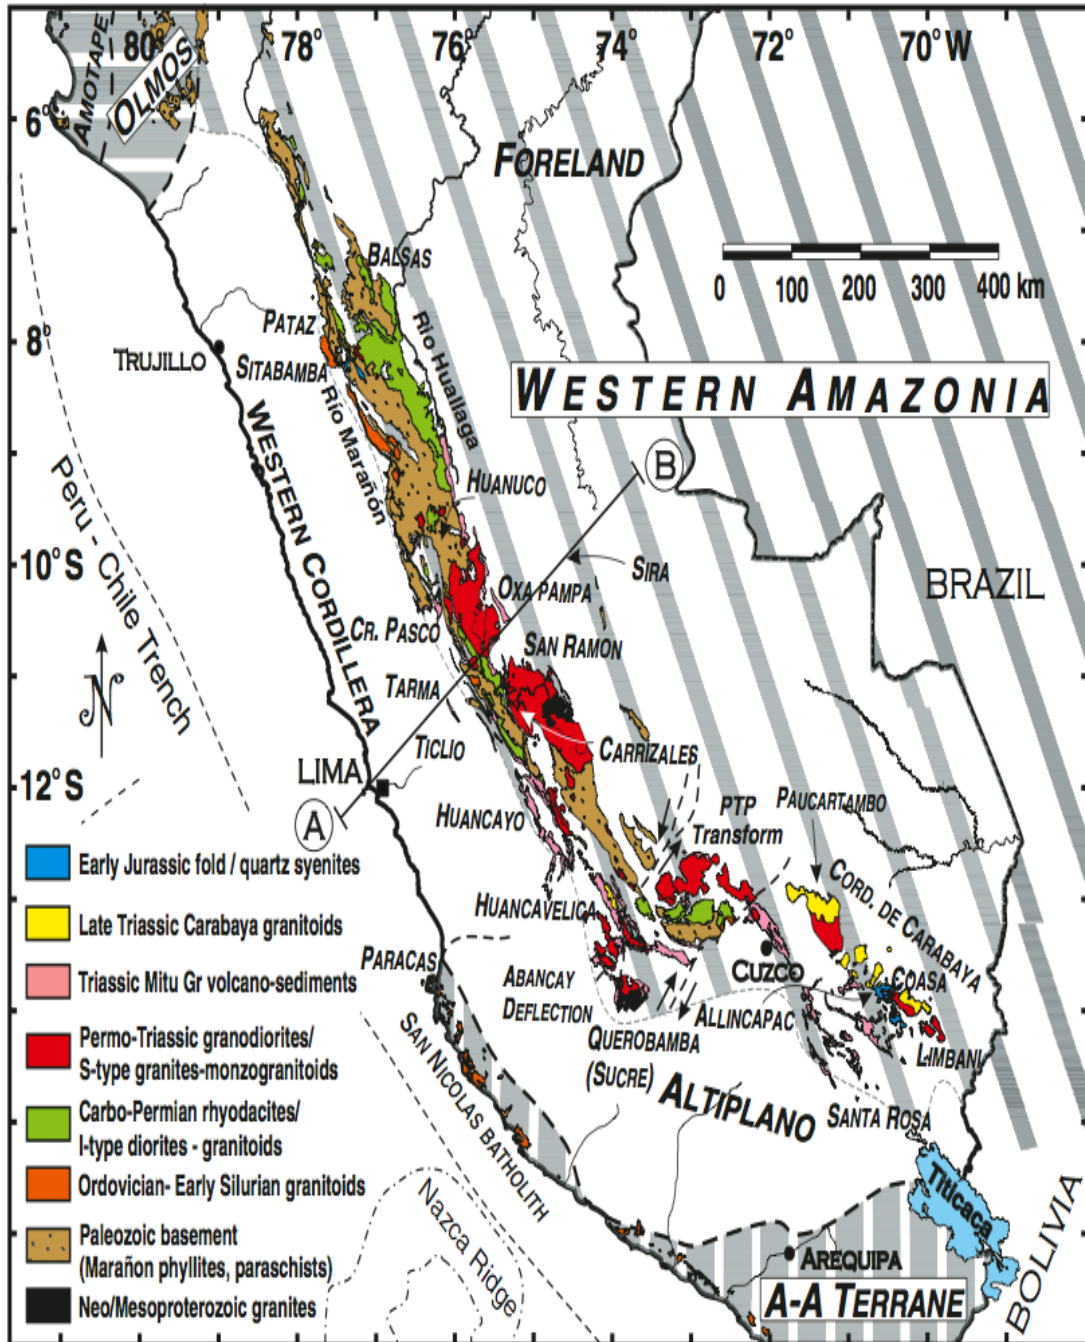 80°
78°
76°
74°
72°
70°W
AMOTAPE
OLMOS
6°
FORELAND
BALSAS
0 100 200 300 400 km
PATAZ
8°
TRUJILLO
SITABAMBA
Río Huallaga
Río Marañón
WESTERN AMAZONIA
WESTERN CORDILLERA
B
HUANUCO
Peru - Chile Trench
10°S
SIRA
OXAPAMPA
BRAZIL
CR. PASCO
SAN RAMON
N
TARMA
TICLIO
CARRIZALES
12°S
LIMA
A
HUANCAYO
PTP
Transform
PAUCARTAMBO
CORD. DE CARABAYA
HUANCAVELICA
PARACAS
CUZCO
COASA
ABANCAY
DEFLECTION
ALLINCAPAC
QUEROBAMBA
(SUCRE)
LIMBANI
SAN NICOLAS BATHOLITH
ALTIPLANO
SANTA ROSA
Titicaca
Nazca Ridge
AREQUIPA
A-A TERRANE
BOLIVIA
Early Jurassic fold / quartz syenites
Late Triassic Carabaya granitoids
Triassic Mitu Gr volcano-sediments
Permo-Triassic granodiorites/
S-type granites-monzogranitoids
Carbo-Permian rhyodacites/
I-type diorites - granitoids
Ordovician- Early Silurian granitoids
Paleozoic basement
(Marañon phyllites, paraschists)
Neo/Mesoproterozoic granites